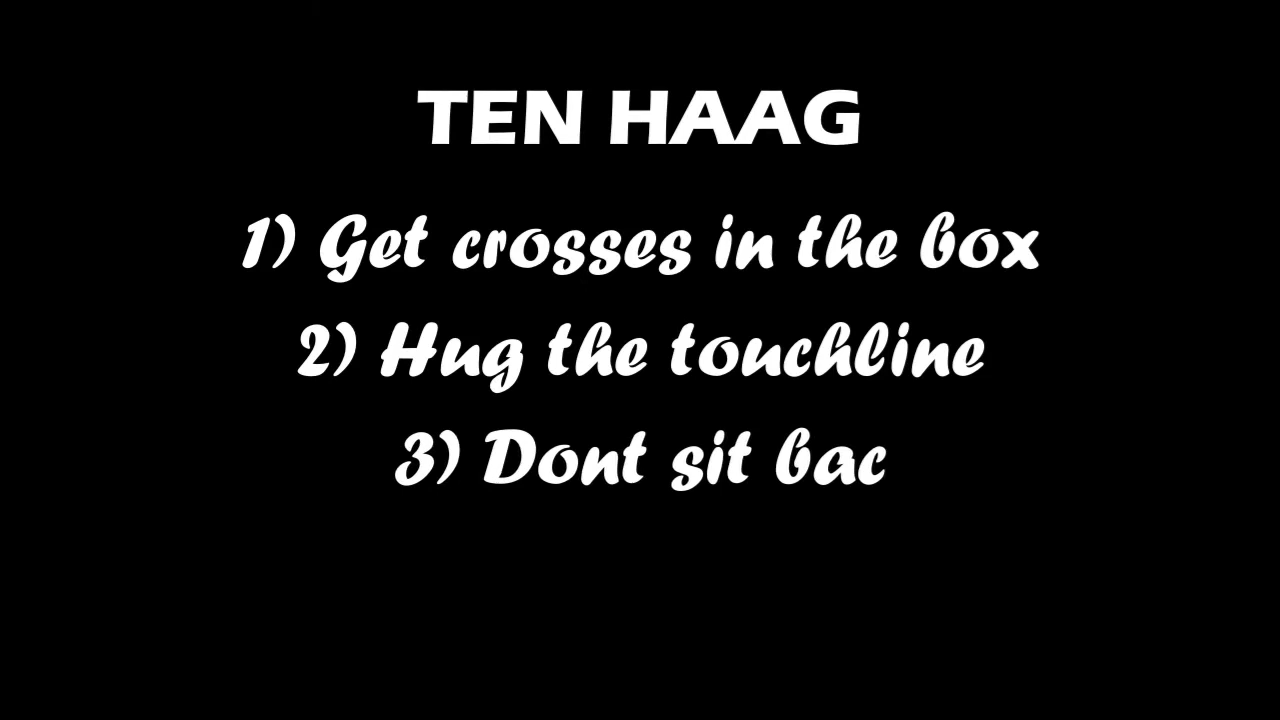 TEN HAAG
1) Get crosses in the box
2) Hug the touchline
3) Dont sit bac